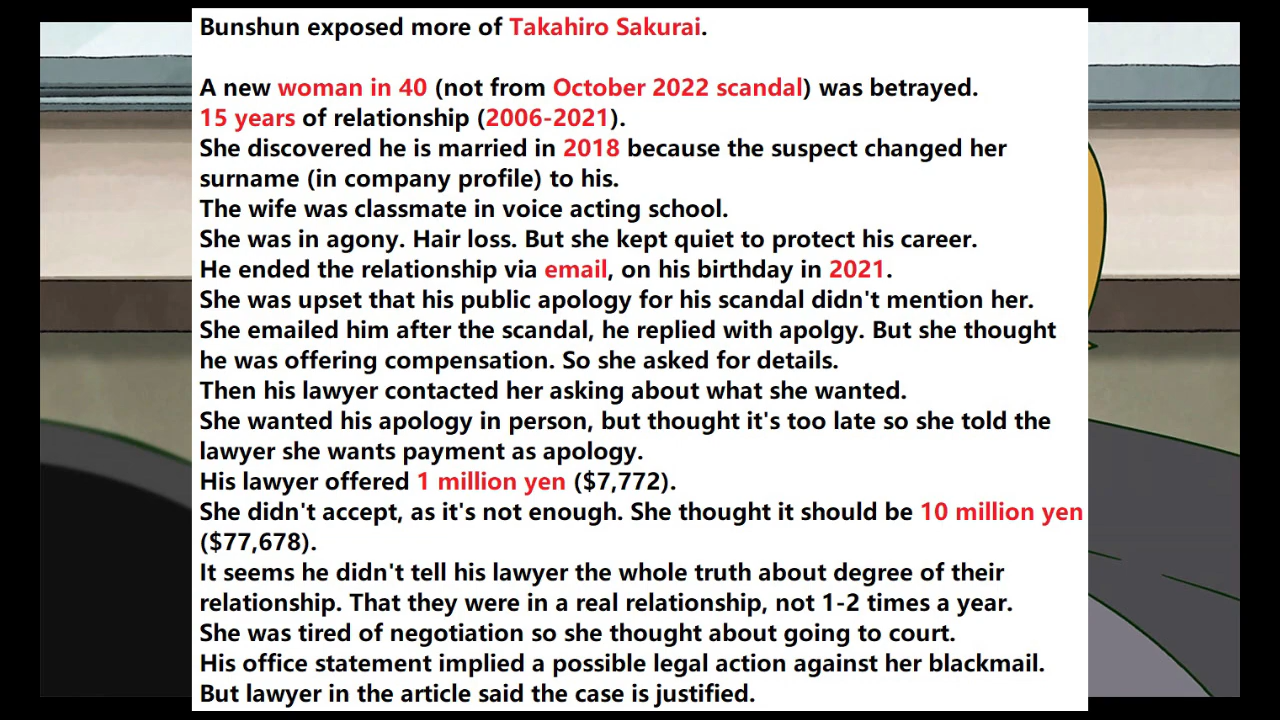 Bunshun exposed more of Takahiro Sakurai.
A new woman in 40 (not from October 2022 scandal) was betrayed.
15 years of relationship (2006-2021).
She discovered he is married in 2018 because the suspect changed her
surname (in company profile) to his.
The wife was classmate in voice acting school.
She was in agony. Hair loss. But she kept quiet to protect his career.
He ended the relationship via email, on his birthday in 2021.
She was upset that his public apology for his scandal didn't mention her.
She emailed him after the scandal, he replied with apolgy. But she thought
he was offering compensation. So she asked for details.
Then his lawyer contacted her asking about what she wanted.
She wanted his apology in person, but thought it's too late so she told the
lawyer she wants payment as apology.
His lawyer offered 1 million yen ($7,772).
She didn't accept, as it's not enough. She thought it should be 10 million yen
($77,678).
It seems he didn't tell his lawyer the whole truth about degree of their
relationship. That they were in a real relationship, not 1-2 times a year.
She was tired of negotiation so she thought about going to court.
His office statement implied a possible legal action against her blackmail.
But lawyer in the article said the case is justified.